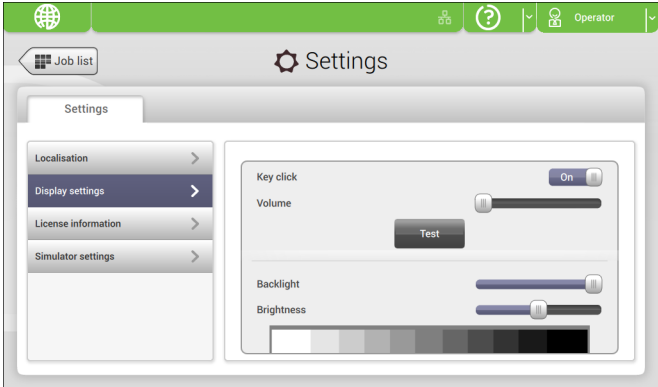 Operator
Job list
Settings
Settings
Localisation
Display settings
License information
Simulator settings
Key click
On
Volume
Test
Backlight
Brightness